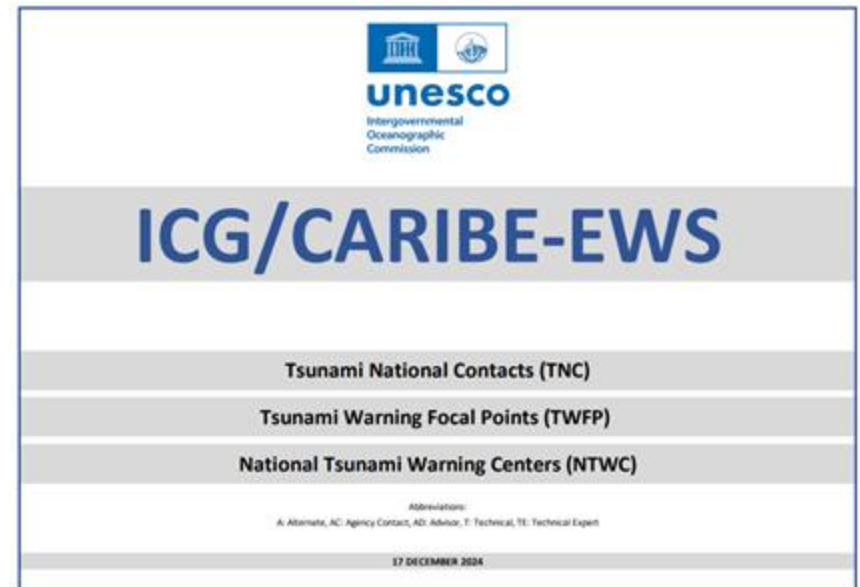 unesco
Intergovernmental
Oceanographic
Commission
ICG/CARIBE-EWS
Tsunami National Contacts (TNC)
Tsunami Warning Focal Points (TWFP)
National Tsunami Warning Centers (NTWC)
Abbreviations:
A: Alternate, AC: Agency Contact, AD: Advisor, T: Technical, TE: Technical Expert
17 DECEMBER 2024